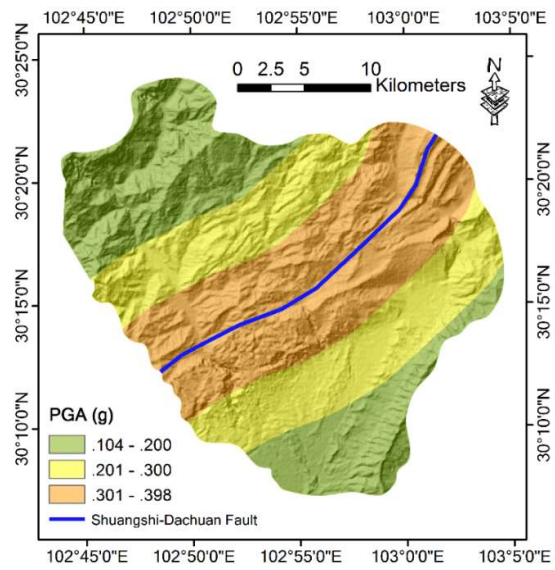 102°45'0"E 102°50'0"E 102°55'0"E 103°0'0"E 103°5'0"E
30°25'0"N
30°20'0"N
30°15'0"N
30°10'0"N
0 2.5 5 10
Kilometers
N
30°20'0"N
30°15'0"N
30°10'0"N
PGA (g)
.104 - .200
.201 - .300
.301 - .398
Shuangshi-Dachuan Fault
102°45'0"E 102°50'0"E 102°55'0"E 103°0'0"E 103°5'0"E